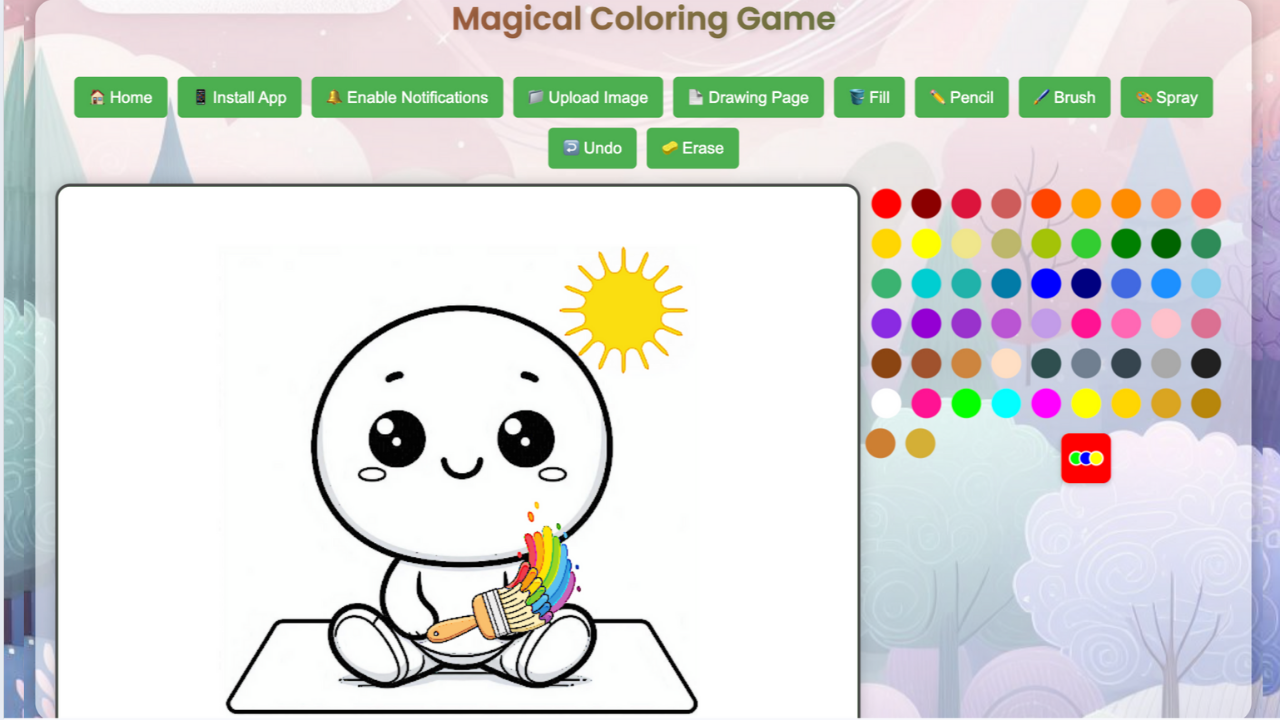 Magical Coloring Game
Home Install App Enable Notifications Upload Image Drawing Page Fill Pencil Brush Spray
Undo Erase